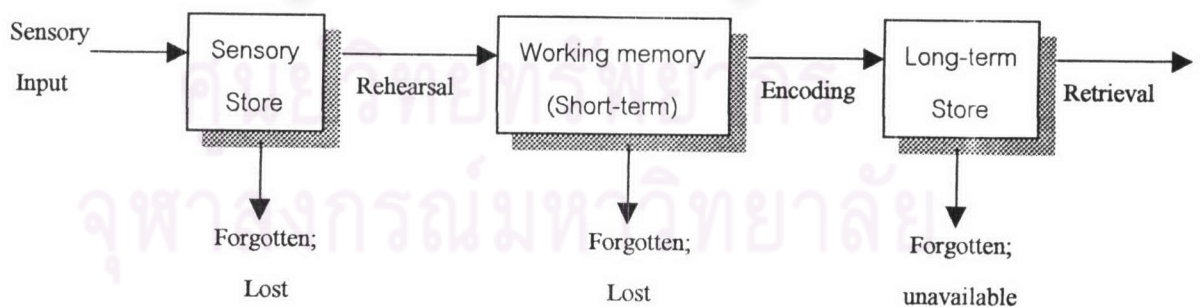 Sensory
Input
Sensory
Store
Rehearsal
Working memory
(Short-term)
Encoding
Long-term
Store
Retrieval
Forgotten;
Lost
Forgotten;
Lost
Forgotten;
unavailable
ศูนย์วิทยทรัพยากร
จุฬาลงกรณ์มหาวิทยาลัย